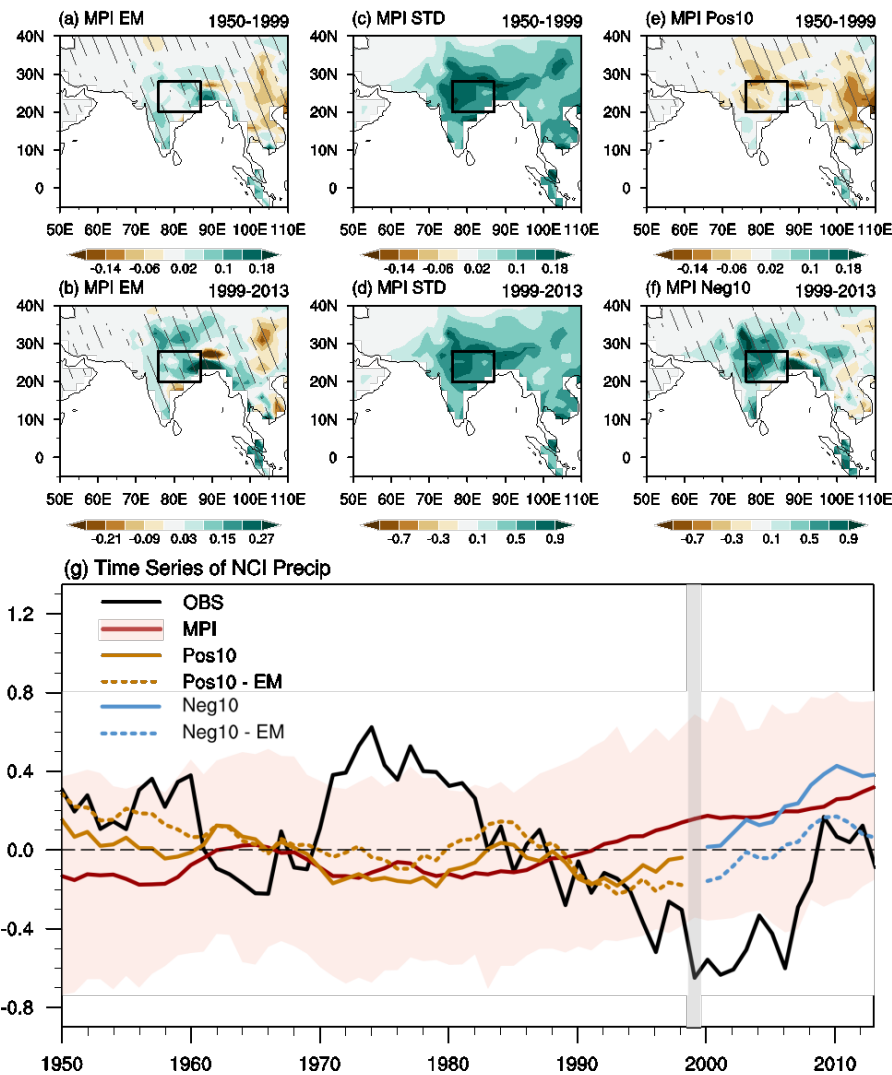 (a) MPI EM 1950-1999
(c) MPI STD 1950-1999
(e) MPI Pos10 1950-1999
40N 40N 40N
30N 30N 30N
20N 20N 20N
10N 10N 10N
0 0 0
50E 60E 70E 80E 90E 100E 110E
50E 60E 70E 80E 90E 100E 110E
50E 60E 70E 80E 90E 100E 110E
-0.14 -0.06 0.02 0.1 0.18
-0.14 -0.06 0.02 0.1 0.18
-0.14 -0.06 0.02 0.1 0.18
(b) MPI EM 1999-2013
(d) MPI STD 1999-2013
(f) MPI Neg10 1999-2013
40N 40N 40N
30N 30N 30N
20N 20N 20N
10N 10N 10N
0 0 0
50E 60E 70E 80E 90E 100E 110E
50E 60E 70E 80E 90E 100E 110E
50E 60E 70E 80E 90E 100E 110E
-0.21 -0.09 0.03 0.15 0.27
-0.7 -0.3 0.1 0.5 0.9
-0.7 -0.3 0.1 0.5 0.9
(g) Time Series of NCI Precip
OBS
MPI
Pos10
Pos10 - EM
Neg10
Neg10 - EM
1.2
0.8
0.4
0.0
-0.4
-0.8
1950 1960 1970 1980 1990 2000 2010